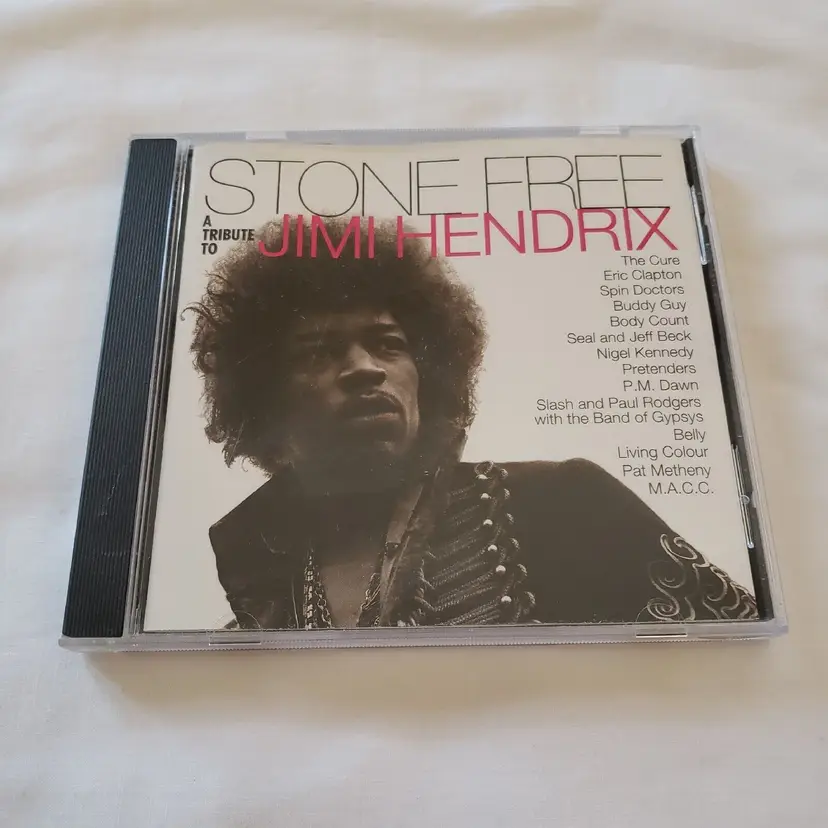 STONE FREE
A
TRIBUTE
TO
JIMI HENDRIX
The Cure
Eric Clapton
Spin Doctors
Buddy Guy
Body Count
Seal and Jeff Beck
Nigel Kennedy
Pretenders
P.M. Dawn
Slash and Paul Rodgers
with the Band of Gypsys
Belly
Living Colour
Pat Metheny
M.A.C.C.